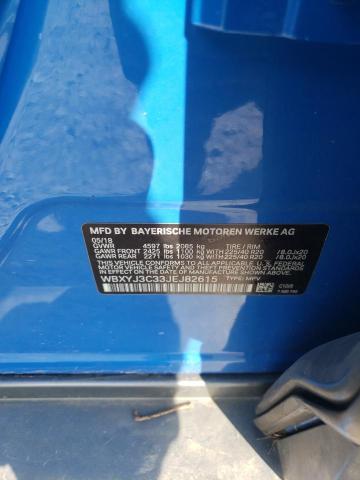 MFD BY BAYERISCHE MOTOREN WERKE AG
05/18
GVWR 4597 lbs 2085 kg TIRE / RIM
GAWR FRONT 2425 lbs 1100 kg WITH 225/40 R20 /8.0Jx20
GAWR REAR 2271 lbs 1030 kg WITH 225/40 R20 /8.0Jx20
THIS VEHICLE CONFORMS TO ALL APPLICABLE FEDERAL
MOTOR VEHICLE SAFETY, BUMPER, AND THEFT PREVENTION
STANDARDS IN EFFECT ON THE DATE OF MANUFACTURE SHOWN ABOVE.
TYPE: MPV